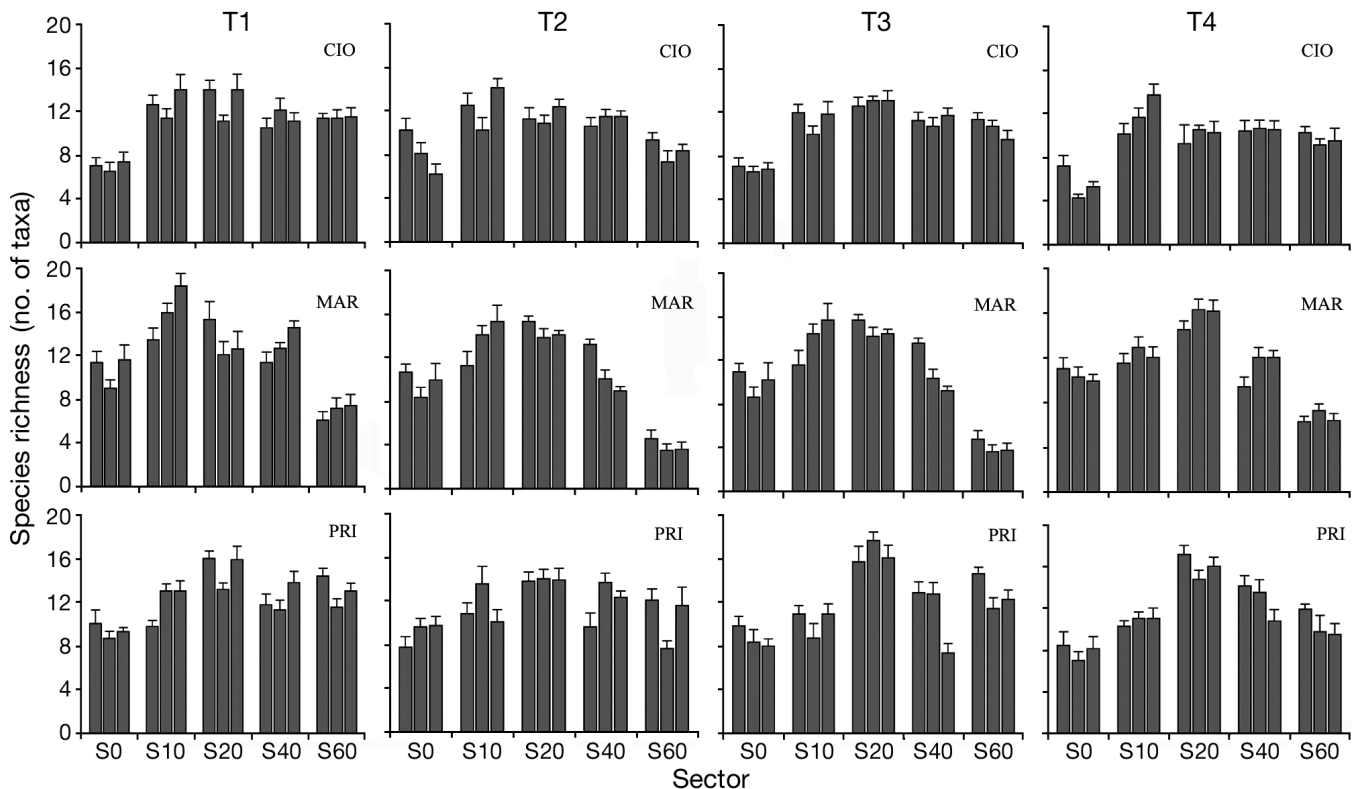 T1 T2 T3 T4
Species richness (no. of taxa)
20 CIO CIO CIO CIO
16
12
8
4
0
20 MAR MAR MAR MAR
16
12
8
4
0
20 PRI PRI PRI PRI
16
12
8
4
0
S0 S10 S20 S40 S60 S0 S10 S20 S40 S60 S0 S10 S20 S40 S60 S0 S10 S20 S40 S60
Sector